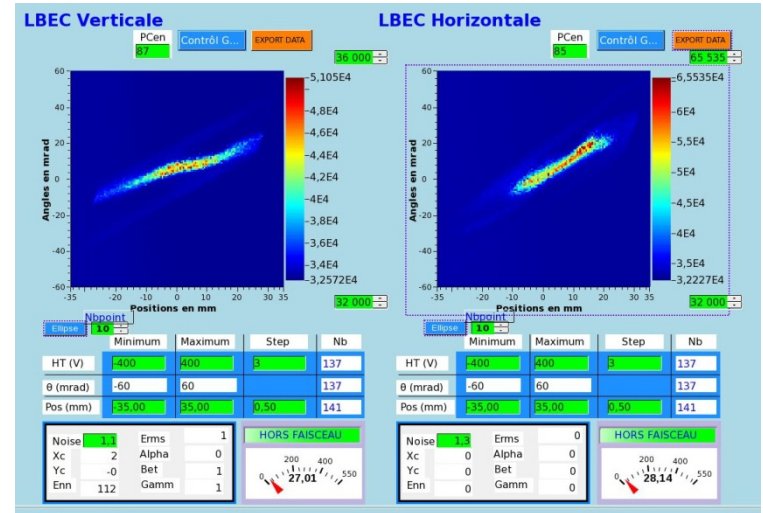 LBEC Verticale
PCen
87
Contrôl G...
EXPORT DATA
36 000
60
40
20
0
-20
-40
-60
Angles en mrad
-35
-20
-10
0
10
20
30
35
Positions en mm
5,105E4
4,8E4
4,6E4
4,4E4
4,2E4
4E4
3,8E4
3,6E4
3,4E4
3,2572E4
32 000
Nbpoint
Ellipse
10
Minimum Maximum Step Nb
HT (V) -400 400 3 137
θ (mrad) -60 60 137
Pos (mm) -35,00 35,00 0,50 141
Noise 1,1 Erms 1
Xc 2 Alpha 0
Yc -0 Bet 1
Enn 112 Gamm 1
HORS FAISCEAU
0 200 400 550
27,01
LBEC Horizontale
PCen
85
Contrôl G...
EXPORT DATA
65 535
60
40
20
0
-20
-40
-60
Angles en mrad
-35
-20
-10
0
10
20
30
35
Positions en mm
6,5535E4
6E4
5,5E4
5E4
4,5E4
4E4
3,5E4
3,2227E4
32 000
Nbpoint
Ellipse
10
Minimum Maximum Step Nb
HT (V) -400 400 3 137
θ (mrad) -60 60 137
Pos (mm) -35,00 35,00 0,50 141
Noise 1,3 Erms 0
Xc 0 Alpha 0
Yc 0 Bet 0
Enn 0 Gamm 0
HORS FAISCEAU
0 200 400 550
28,14